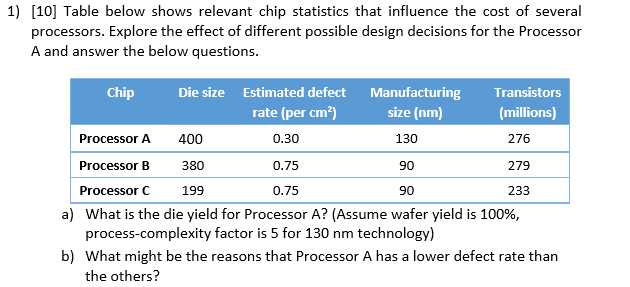 1) [10] Table below shows relevant chip statistics that influence the cost of several
processors. Explore the effect of different possible design decisions for the Processor
A and answer the below questions.
Chip Die size Estimated defect rate (per cm²) Manufacturing size (nm) Transistors (millions)
Processor A 400 0.30 130 276
Processor B 380 0.75 90 279
Processor C 199 0.75 90 233
a) What is the die yield for Processor A? (Assume wafer yield is 100%,
process-complexity factor is 5 for 130 nm technology)
b) What might be the reasons that Processor A has a lower defect rate than
the others?